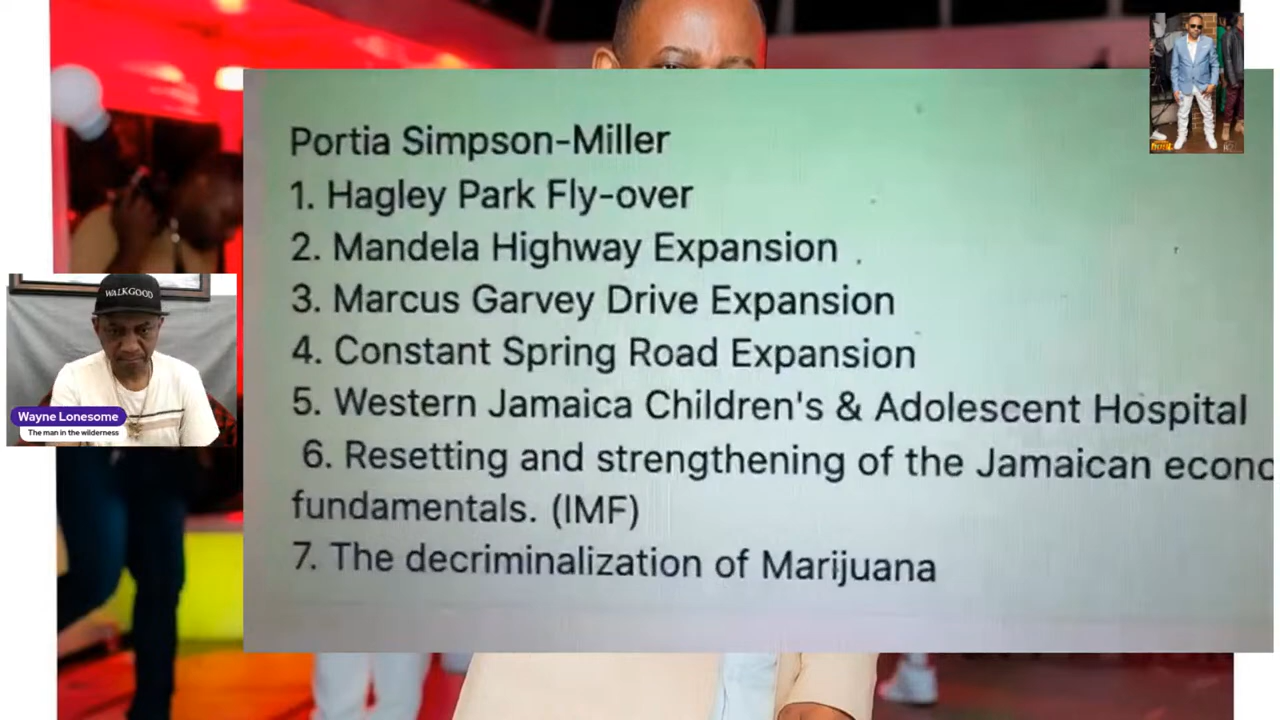 Portia Simpson-Miller
1. Hagley Park Fly-over
2. Mandela Highway Expansion
3. Marcus Garvey Drive Expansion
4. Constant Spring Road Expansion
5. Western Jamaica Children's & Adolescent Hospital
6. Resetting and strengthening of the Jamaican econo
fundamentals. (IMF)
7. The decriminalization of Marijuana
WALKGOOD
Wayne Lonesome
The man in the wilderness